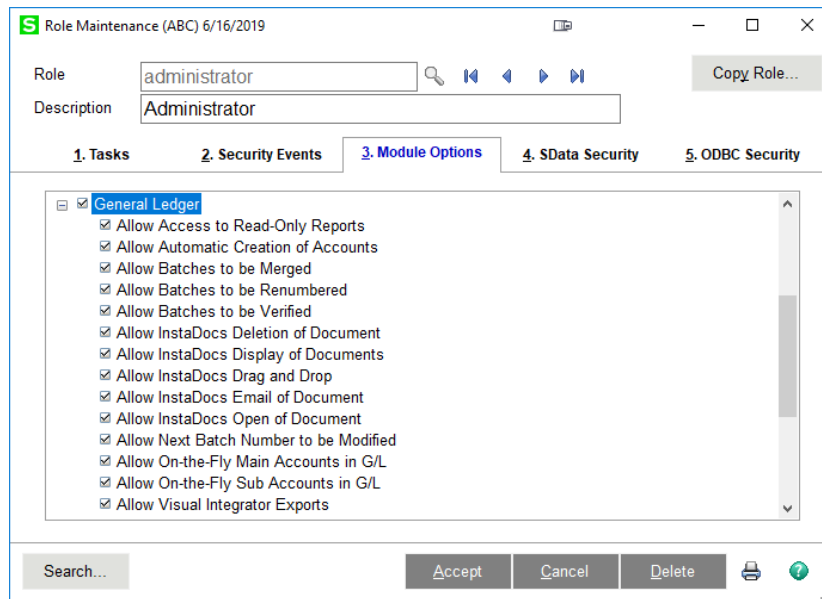 S Role Maintenance (ABC) 6/16/2019
Role administrator Copy Role...
Description Administrator
1. Tasks 2. Security Events 3. Module Options 4. SData Security 5. ODBC Security
General Ledger
Allow Access to Read-Only Reports
Allow Automatic Creation of Accounts
Allow Batches to be Merged
Allow Batches to be Renumbered
Allow Batches to be Verified
Allow InstaDocs Deletion of Document
Allow InstaDocs Display of Documents
Allow InstaDocs Drag and Drop
Allow InstaDocs Email of Document
Allow InstaDocs Open of Document
Allow Next Batch Number to be Modified
Allow On-the-Fly Main Accounts in G/L
Allow On-the-Fly Sub Accounts in G/L
Allow Visual Integrator Exports
Search... Accept Cancel Delete ?